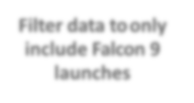 Filter data to only
include Falcon 9
launches